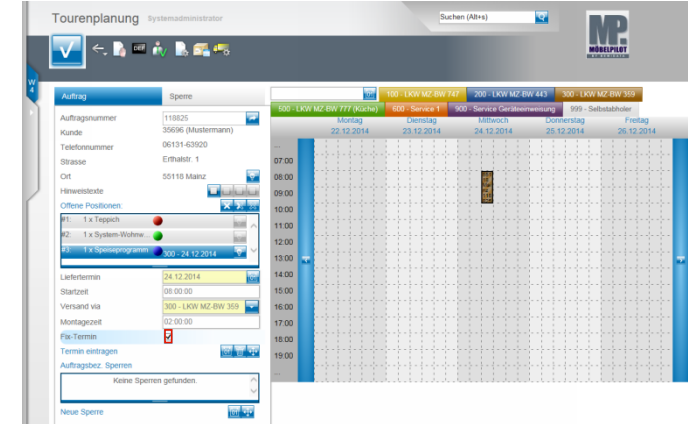 Tourenplanung Systemadministrator
Suchen (Alt+s)
MÖBELPILOT
DEF
W
4
Auftrag Sperre
100 - LKW MZ-BW 747 200 - LKW MZ-BW 443 300 - LKW MZ-BW 359
500 - LKW MZ-BW 777 (Küche) 600 - Service 1 900 - Service Geräteeinweisung 999 - Selbstabholer
Montag Dienstag Mittwoch Donnerstag Freitag
22.12.2014 23.12.2014 24.12.2014 25.12.2014 26.12.2014
Auftragsnummer 118825
Kunde 35696 (Mustermann)
Telefonnummer 06131-63920
Strasse Erthalstr. 1
Ort 55118 Mainz
Hinweistexte
Offene Positionen:
#1: 1 x Teppich
#2: 1 x System-Wohnw...
#3: 1 x Speiseprogramm 300 - 24.12.2014
Liefertermin 24.12.2014
Startzeit 08:00:00
Versand via 300 - LKW MZ-BW 359
Montagezeit 02:00:00
Fix-Termin
Termin eintragen
Auftragsbez. Sperren
Keine Sperren gefunden.
Neue Sperre
...
07:00
08:00
09:00
10:00
11:00
12:00
13:00
14:00
15:00
16:00
17:00
18:00
19:00
...